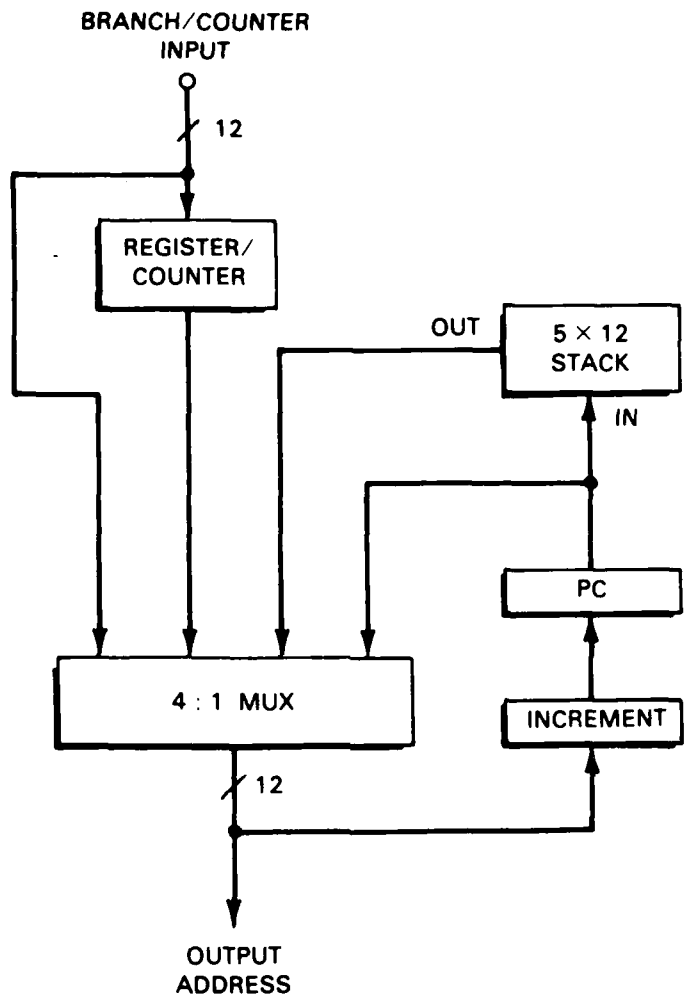 BRANCH/COUNTER
INPUT
12
REGISTER/
COUNTER
OUT
5 × 12
STACK
IN
PC
4 : 1 MUX
INCREMENT
12
OUTPUT
ADDRESS